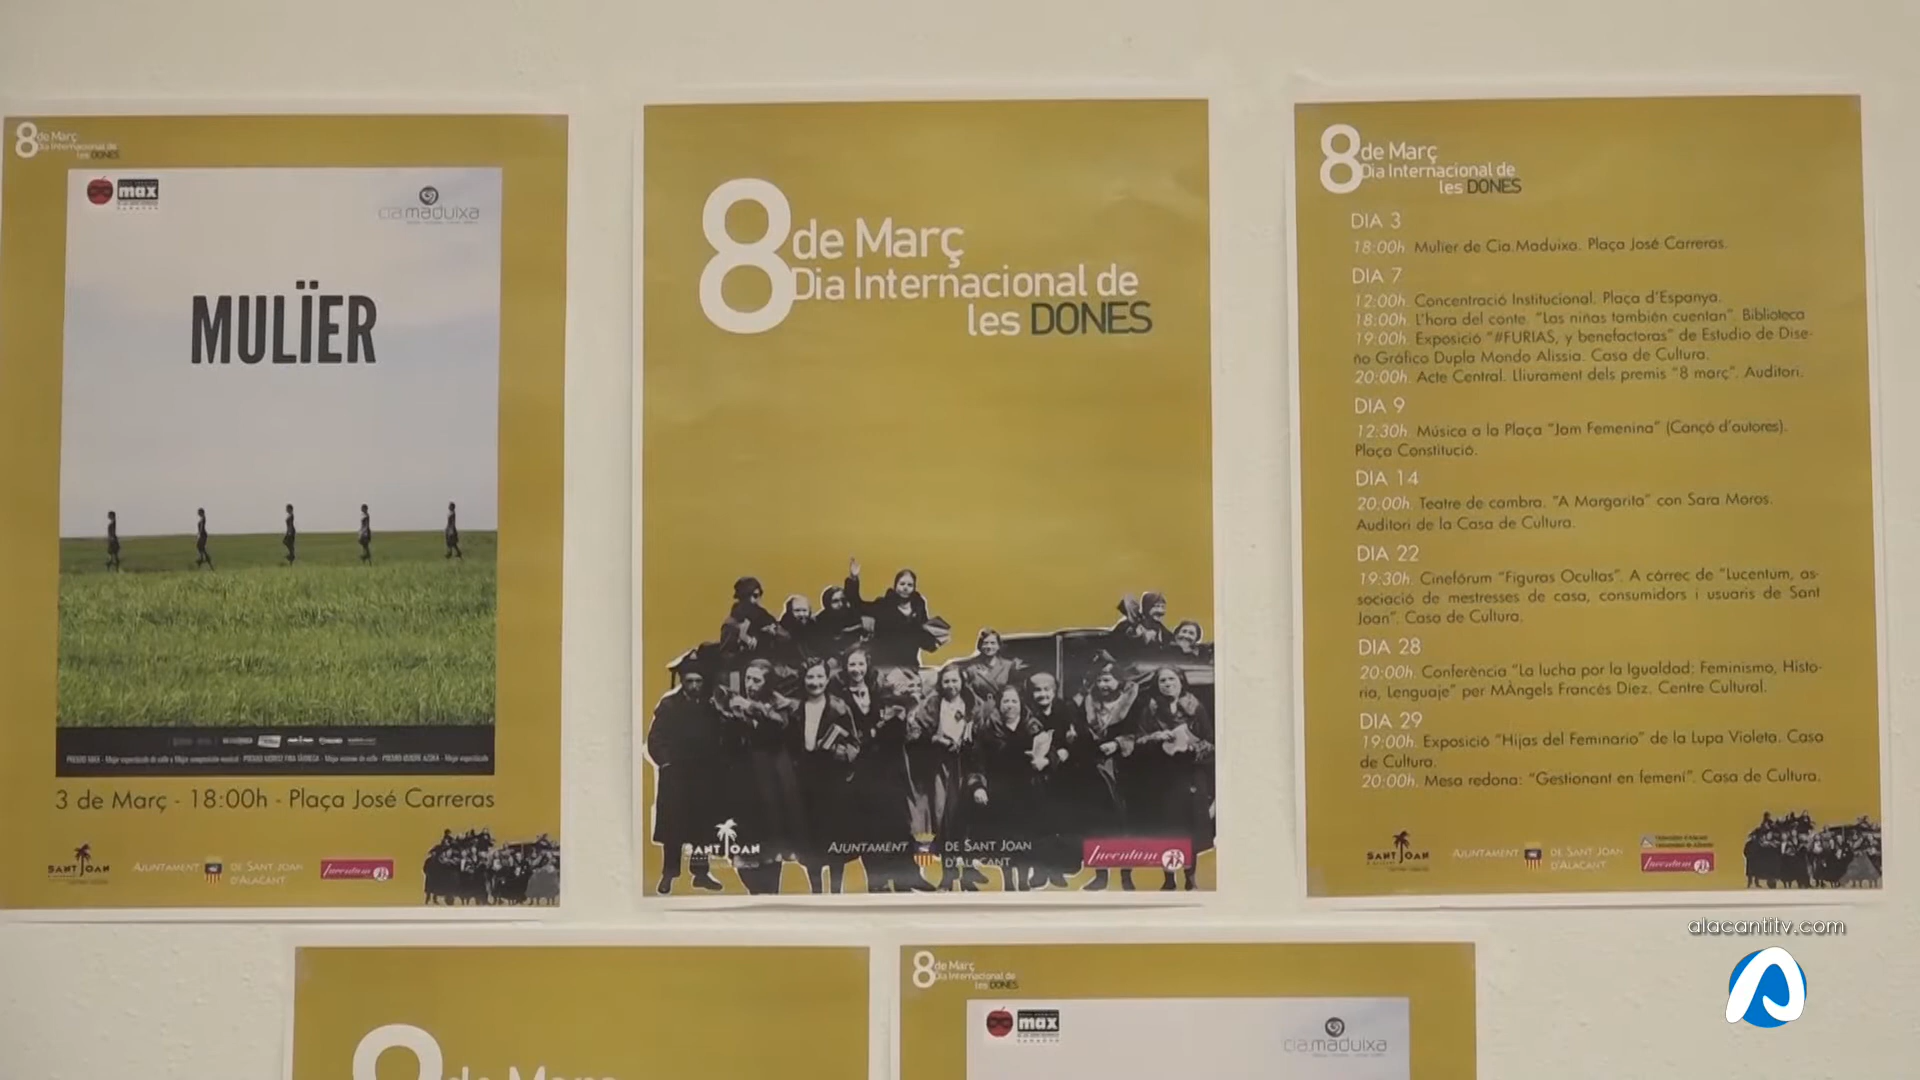 8 de Març
Dia Internacional de
les DONES
max
cia.maduixa
MULÏER
3 de Març - 18:00h - Plaça José Carreras
SANT JOAN
AJUNTAMENT DE SANT JOAN
D'ALACANT
Lucentum
8 de Març
Dia Internacional de
les DONES
SANT JOAN
AJUNTAMENT DE SANT JOAN
D'ALACANT
Lucentum
8 de Març
Dia Internacional de
les DONES
DIA 3
18:00h. Mulïer de Cia.Maduixa. Plaça José Carreras.
DIA 7
12:00h. Concentració Institucional. Plaça d'Espanya.
18:00h. L'hora del conte. "Las niñas también cuentan". Biblioteca
19:00h. Exposició "#FURIAS, y benefactoras" de Estudio de Dise-
ño Gráfico Dupla Mondo Alissia. Casa de Cultura.
20:00h. Acte Central. Lliurament dels premis "8 març". Auditori.
DIA 9
12:30h. Música a la Plaça "Jam Femenina" (Cançó d'autores).
Plaça Constitució.
DIA 14
20:00h. Teatre de cambra. "A Margarita" con Sara Moros.
Auditori de la Casa de Cultura.
DIA 22
19:30h. Cinefórum "Figuras Ocultas". A càrrec de "Lucentum, as-
sociació de mestresses de casa, consumidors i usuaris de Sant
Joan". Casa de Cultura.
DIA 28
20:00h. Conferència "La lucha por la Igualdad: Feminismo, Histo-
ria, Lenguaje" per MÀngels Francés Díez. Centre Cultural.
DIA 29
19:00h. Exposició "Hijas del Feminario" de la Lupa Violeta. Casa
de Cultura.
20:00h. Mesa redona: "Gestionant en femení". Casa de Cultura.
SANT JOAN
AJUNTAMENT DE SANT JOAN
D'ALACANT
Lucentum
alacantitv.com
8 de Març
8 de Març
Dia Internacional de
les DONES
max
cia.maduixa